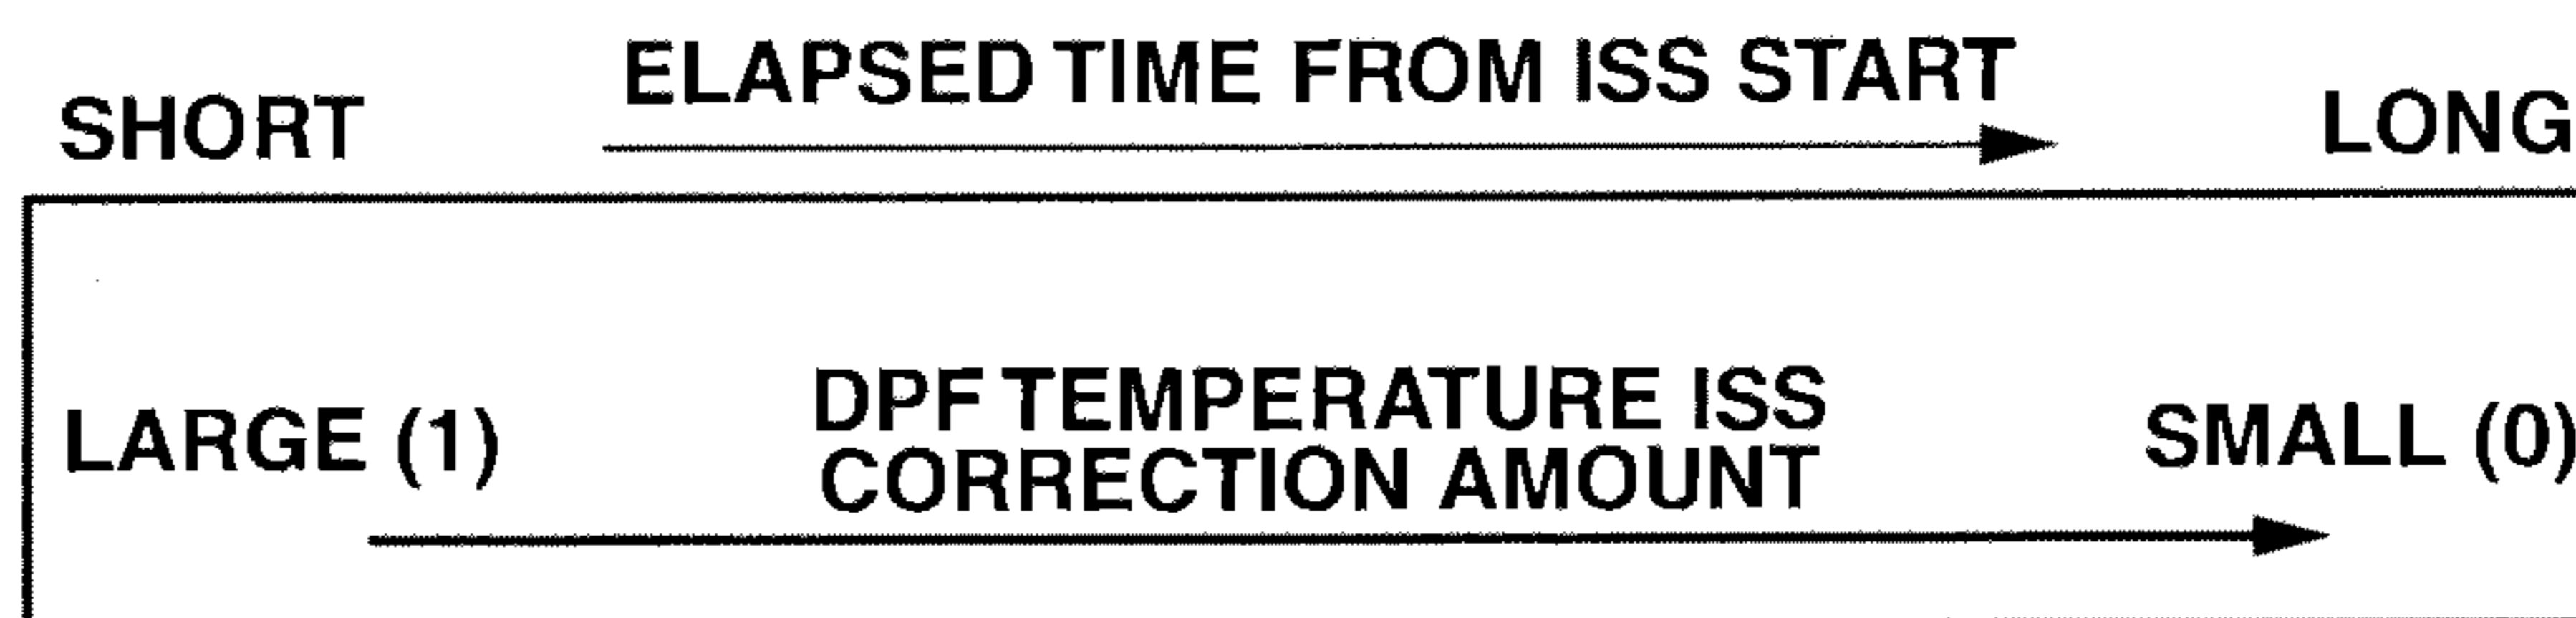 ELAPSED TIME FROM ISS START
SHORT
LONG
DPF TEMPERATURE ISS
CORRECTION AMOUNT
LARGE (1)
SMALL (0)